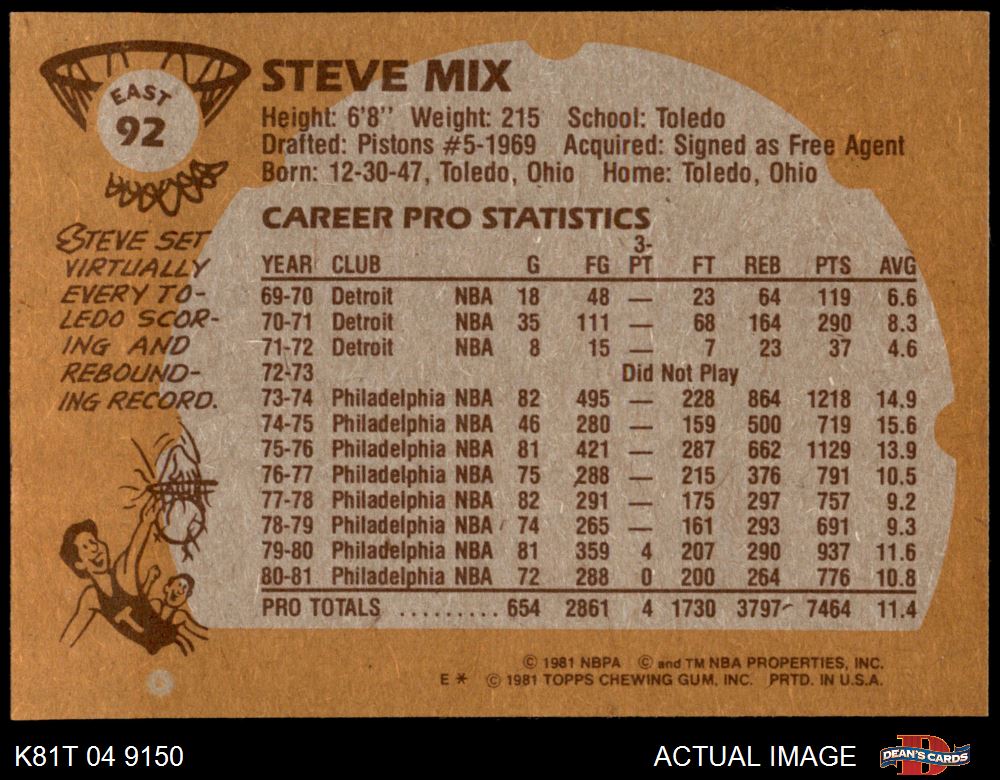 EAST
92
STEVE MIX
Height: 6'8'' Weight: 215 School: Toledo
Drafted: Pistons #5-1969 Acquired: Signed as Free Agent
Born: 12-30-47, Toledo, Ohio Home: Toledo, Ohio
STEVE SET
VIRTUALLY
EVERY TO-
LEDO SCOR-
ING AND
REBOUND-
ING RECORD.
CAREER PRO STATISTICS
YEAR CLUB G FG 3-PT FT REB PTS AVG
69-70 Detroit NBA 18 48 — 23 64 119 6.6
70-71 Detroit NBA 35 111 — 68 164 290 8.3
71-72 Detroit NBA 8 15 — 7 23 37 4.6
72-73 Did Not Play
73-74 Philadelphia NBA 82 495 — 228 864 1218 14.9
74-75 Philadelphia NBA 46 280 — 159 500 719 15.6
75-76 Philadelphia NBA 81 421 — 287 662 1129 13.9
76-77 Philadelphia NBA 75 288 — 215 376 791 10.5
77-78 Philadelphia NBA 82 291 — 175 297 757 9.2
78-79 Philadelphia NBA 74 265 — 161 293 691 9.3
79-80 Philadelphia NBA 81 359 4 207 290 937 11.6
80-81 Philadelphia NBA 72 288 0 200 264 776 10.8
PRO TOTALS .......... 654 2861 4 1730 3797 7464 11.4
T
© 1981 NBPA © and TM NBA PROPERTIES, INC.
E * © 1981 TOPPS CHEWING GUM, INC. PRTD. IN U.S.A.
K81T 04 9150
ACTUAL IMAGE
D
DEAN'S CARDS